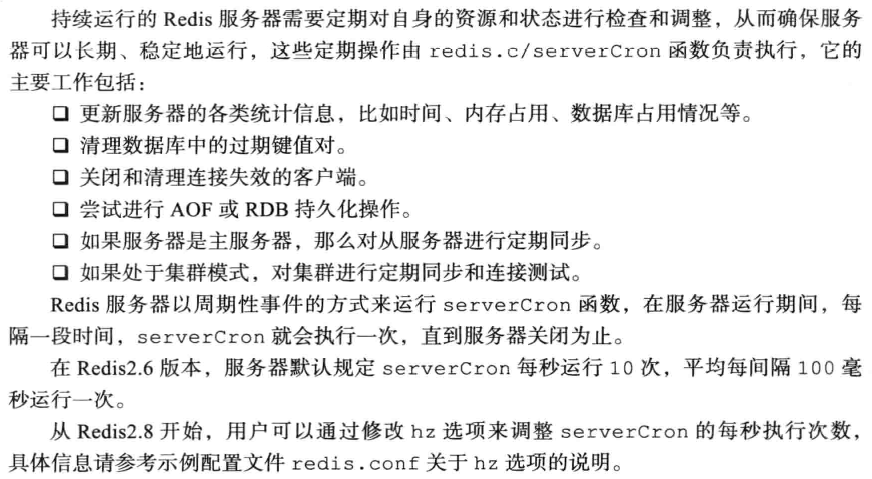 持续运行的 Redis 服务器需要定期对自身的资源和状态进行检查和调整，从而确保服务
器可以长期、稳定地运行，这些定期操作由 redis.c/serverCron 函数负责执行，它的
主要工作包括：
❑ 更新服务器的各类统计信息，比如时间、内存占用、数据库占用情况等。
❑ 清理数据库中的过期键值对。
❑ 关闭和清理连接失效的客户端。
❑ 尝试进行 AOF 或 RDB 持久化操作。
❑ 如果服务器是主服务器，那么对从服务器进行定期同步。
❑ 如果处于集群模式，对集群进行定期同步和连接测试。
Redis 服务器以周期性事件的方式来运行 serverCron 函数，在服务器运行期间，每
隔一段时间，serverCron 就会执行一次，直到服务器关闭为止。
在 Redis2.6 版本，服务器默认规定 serverCron 每秒运行 10 次，平均每间隔 100 毫
秒运行一次。
从 Redis2.8 开始，用户可以通过修改 hz 选项来调整 serverCron 的每秒执行次数，
具体信息请参考示例配置文件 redis.conf 关于 hz 选项的说明。